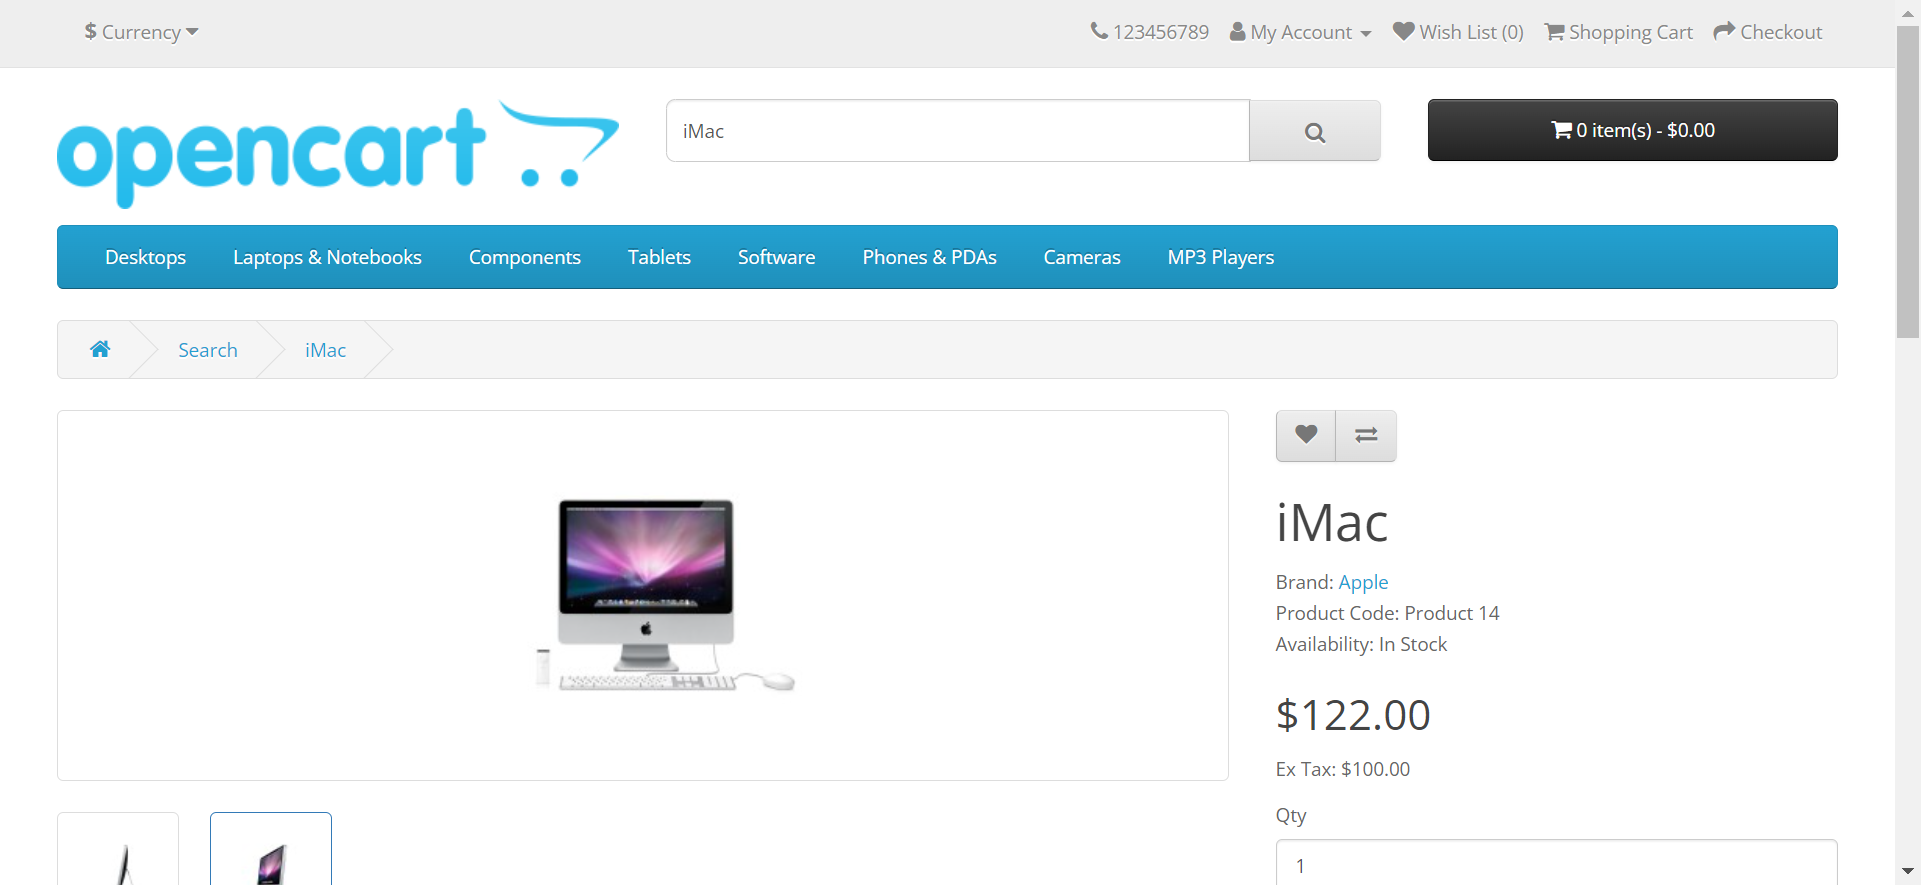 $ Currency
123456789 My Account Wish List (0) Shopping Cart Checkout
opencart
iMac
0 item(s) - $0.00
Desktops Laptops & Notebooks Components Tablets Software Phones & PDAs Cameras MP3 Players
Search iMac
iMac
Brand: Apple
Product Code: Product 14
Availability: In Stock
$122.00
Ex Tax: $100.00
Qty
1